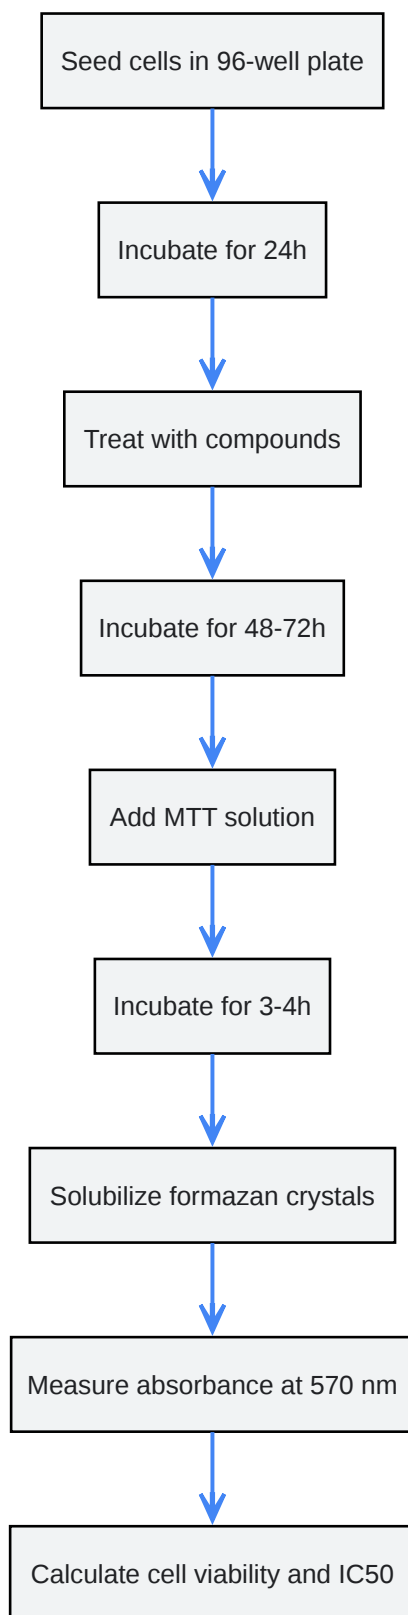 Seed cells in 96-well plate
Incubate for 24h
Treat with compounds
Incubate for 48-72h
Add MTT solution
Incubate for 3-4h
Solubilize formazan crystals
Measure absorbance at 570 nm
Calculate cell viability and IC50